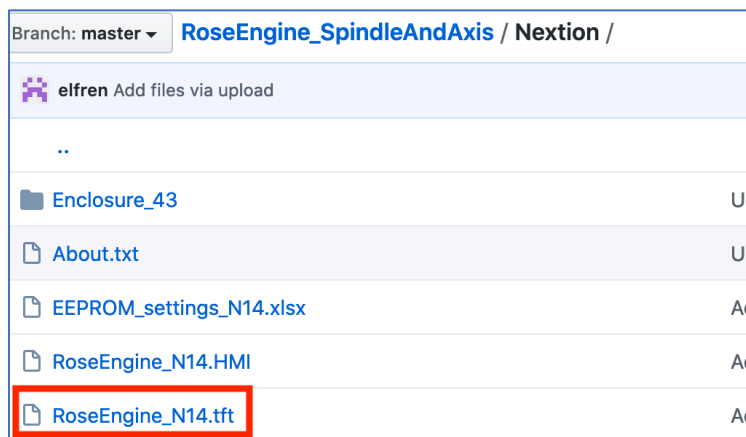 Branch: master RoseEngine_SpindleAndAxis / Nextion /
elfren Add files via upload
..
Enclosure_43 U
About.txt U
EEPROM_settings_N14.xlsx
RoseEngine_N14.HMI
RoseEngine_N14.tft